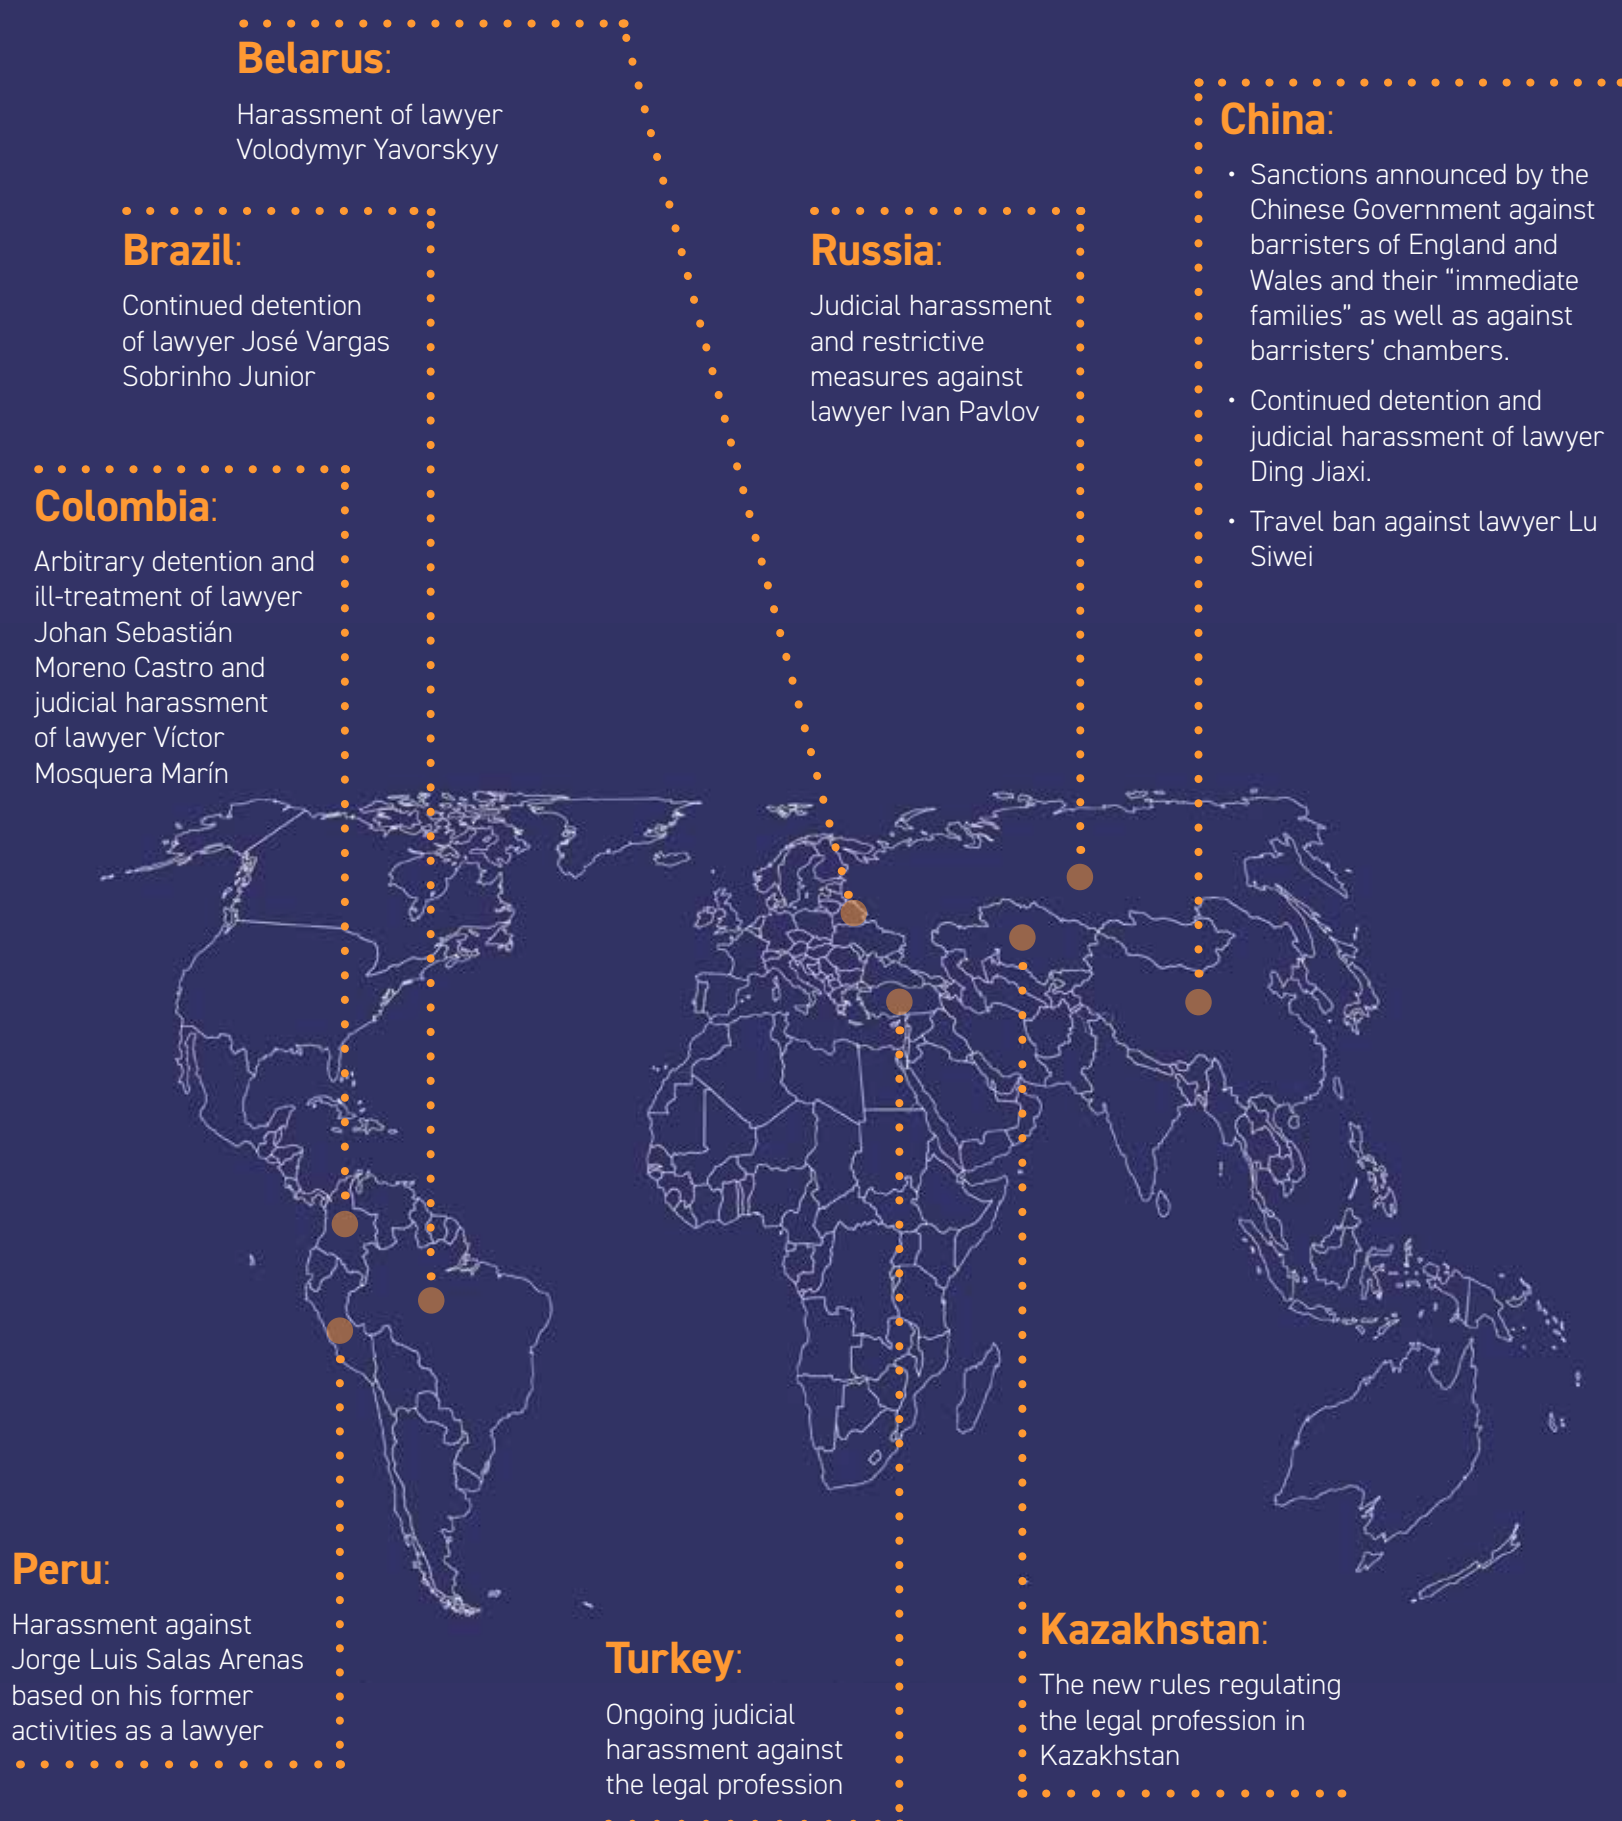 Belarus:
Harassment of lawyer
Volodymyr Yavorskyy
China:
• Sanctions announced by the
Chinese Government against
barristers of England and
Wales and their “immediate
families” as well as against
barristers’ chambers.
• Continued detention and
judicial harassment of lawyer
Ding Jiaxi.
• Travel ban against lawyer Lu
Siwei
Brazil:
Continued detention
of lawyer José Vargas
Sobrinho Junior
Russia:
Judicial harassment
and restrictive
measures against
lawyer Ivan Pavlov
Colombia:
Arbitrary detention and
ill-treatment of lawyer
Johan Sebastián
Moreno Castro and
judicial harassment
of lawyer Víctor
Mosquera Marín
Peru:
Harassment against
Jorge Luis Salas Arenas
based on his former
activities as a lawyer
Turkey:
Ongoing judicial
harassment against
the legal profession
Kazakhstan:
The new rules regulating
the legal profession in
Kazakhstan